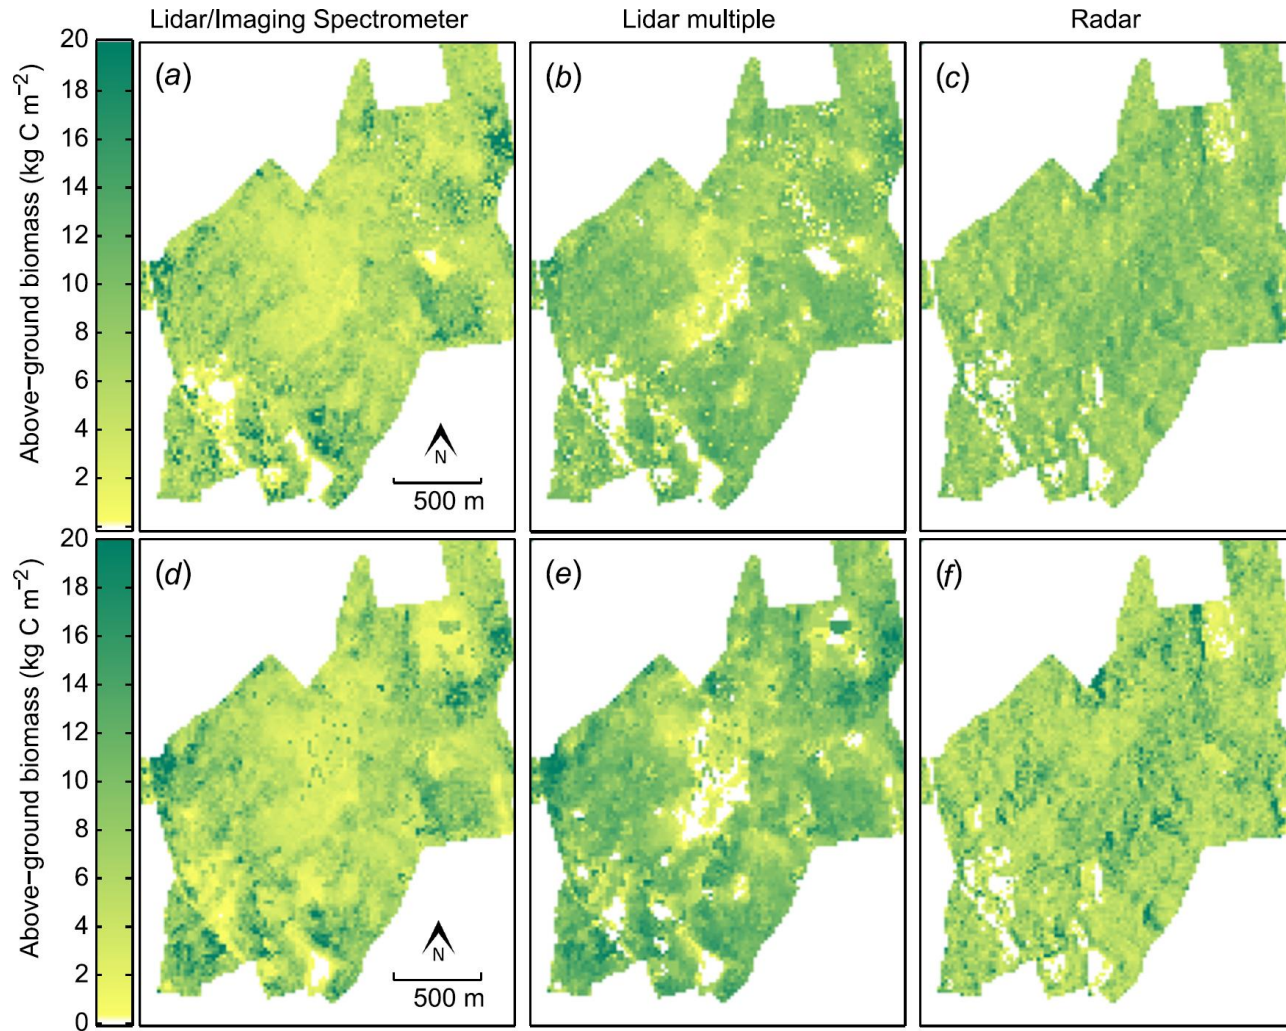 Lidar/Imaging Spectrometer Lidar multiple Radar
20
18
16
14
12
10
8
6
4
2
Above−ground biomass (kg C m−2)
(a) (b) (c)
N
500 m
N
500 m
20
18
16
14
12
10
8
6
4
2
0
Above−ground biomass (kg C m−2)
(d) (e) (f)
N
500 m